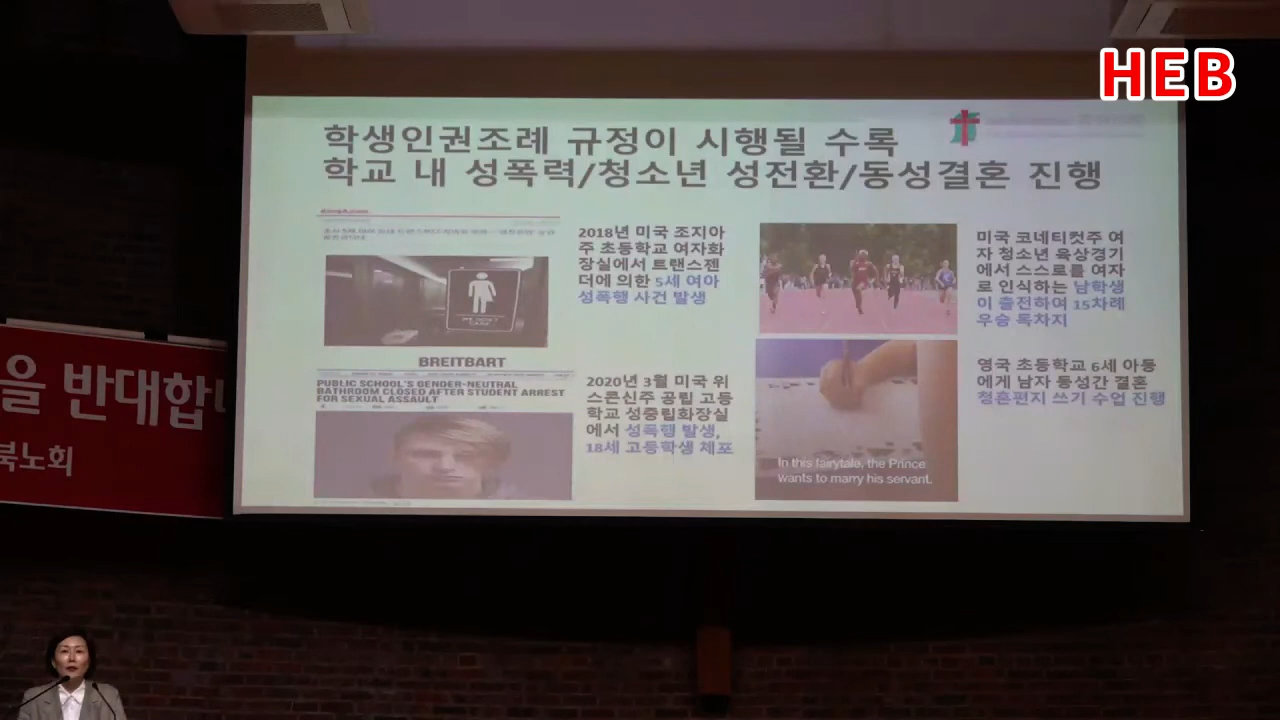 HEB
학생인권조례 규정이 시행될 수록
학교 내 성폭력/청소년 성전환/동성결혼 진행
2018년 미국 조지아
주 초등학교 여자화
장실에서 트랜스젠
더에 의한 5세 여아
성폭행 사건 발생
미국 코네티컷주 여
자 청소년 육상경기
에서 스스로를 여자
로 인식하는 남학생
이 출전하여 15차례
우승 독차지
BREITBART
PUBLIC SCHOOL'S GENDER-NEUTRAL
BATHROOM CLOSED AFTER STUDENT ARREST
FOR SEXUAL ASSAULT
2020년 3월 미국 위
스콘신주 공립 고등
학교 성중립화장실
에서 성폭행 발생,
18세 고등학생 체포
영국 초등학교 6세 아동
에게 남자 동성간 결혼
청혼편지 쓰기 수업 진행
In this fairytale, the Prince
wants to marry his servant.
을 반대합니
북노회